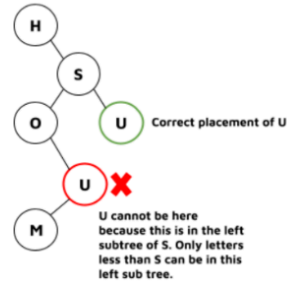 H
S
O
U Correct placement of U
U
M
U cannot be here
because this is in the left
subtree of S. Only letters
less than S can be in this
left sub tree.